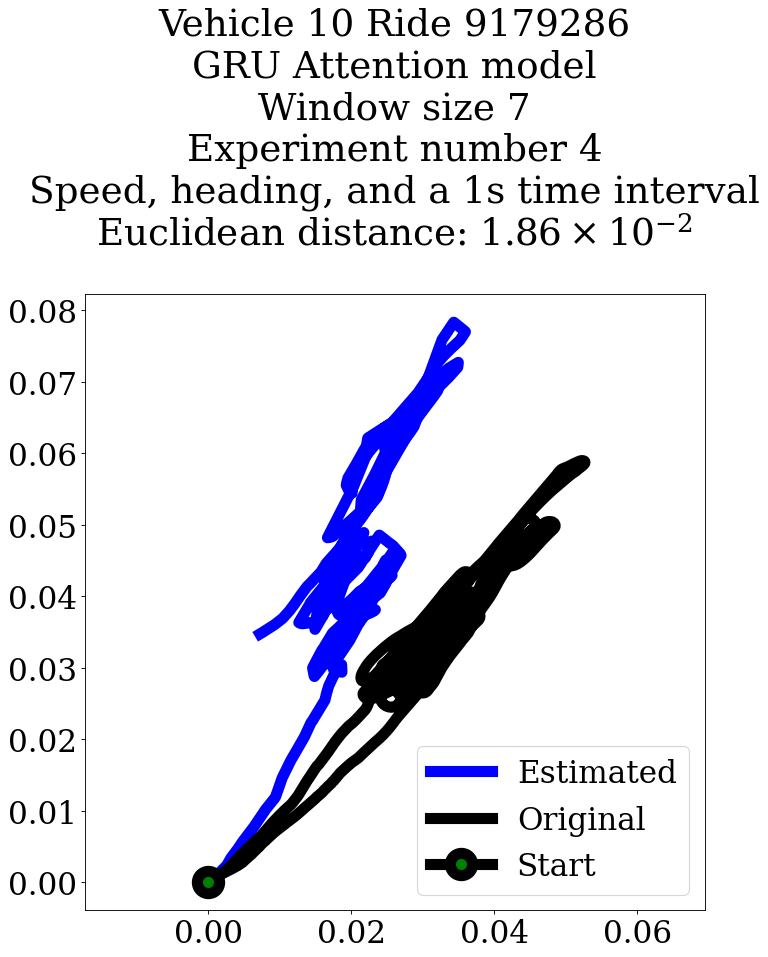 Vehicle 10 Ride 9179286
GRU Attention model
Window size 7
Experiment number 4
Speed, heading, and a 1s time interval
Euclidean distance: 1.86 × 10⁻²
0.08
0.07
0.06
0.05
0.04
0.03
0.02
0.01
0.00
Estimated
Original
Start
0.00 0.02 0.04 0.06